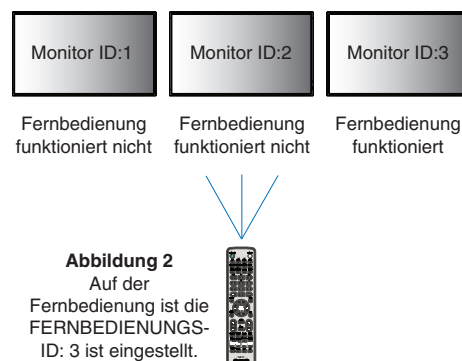 Monitor ID:1
Monitor ID:2
Monitor ID:3
Fernbedienung
funktioniert nicht
Fernbedienung
funktioniert nicht
Fernbedienung
funktioniert
Abbildung 2
Auf der
Fernbedienung ist die
FERNBEDIENUNGS-
ID: 3 ist eingestellt.